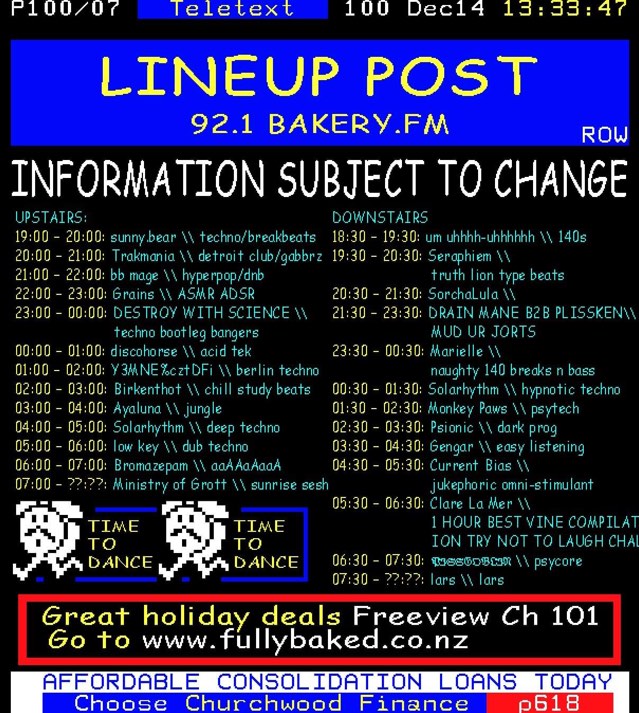 P100/07 Teletext 100 Dec14 13:33:47
LINEUP POST
92.1 BAKERY.FM
ROW
INFORMATION SUBJECT TO CHANGE
UPSTAIRS:
19:00 - 20:00: sunny.bear \\ techno/breakbeats
20:00 - 21:00: Trakmania \\ detroit club/gabbrz
21:00 - 22:00: bb mage \\ hyperpop/dnb
22:00 - 23:00: Grains \\ ASMR ADSR
23:00 - 00:00: DESTROY WITH SCIENCE \\
techno bootleg bangers
00:00 - 01:00: discohorse \\ acid tek
01:00 - 02:00: Y3MNE%cztDFi \\ berlin techno
02:00 - 03:00: Birkenthot \\ chill study beats
03:00 - 04:00: Ayaluna \\ jungle
04:00 - 05:00: Solarhythm \\ deep techno
05:00 - 06:00: low key \\ dub techno
06:00 - 07:00: Bromazepam \\ aaAAaAaaA
07:00 - ??:??: Ministry of Grott \\ sunrise sesh
DOWNSTAIRS
18:30 - 19:30: um uhhhh-uhhhhhh \\ 140s
19:30 - 20:30: Seraphiem \\
truth lion type beats
20:30 - 21:30: SorchaLula \\
21:30 - 23:30: DRAIN MANE B2B PLISSKEN\\
MUD UR JORTS
23:30 - 00:30: Marielle \\
naughty 140 breaks n bass
00:30 - 01:30: Solarhythm \\ hypnotic techno
01:30 - 02:30: Monkey Paws \\ psytech
02:30 - 03:30: Psionic \\ dark prog
03:30 - 04:30: Gengar \\ easy listening
04:30 - 05:30: Current Bias \\
jukephoric omni-stimulant
05:30 - 06:30: Clare La Mer \\
1 HOUR BEST VINE COMPILAT
ION TRY NOT TO LAUGH CHAL
06:30 - 07:30: \\ psycore
07:30 - ??:??: lars \\ lars
TIME
TO
DANCE
TIME
TO
DANCE
Great holiday deals Freeview Ch 101
Go to www.fullybaked.co.nz
AFFORDABLE CONSOLIDATION LOANS TODAY
Choose Churchwood Finance p618